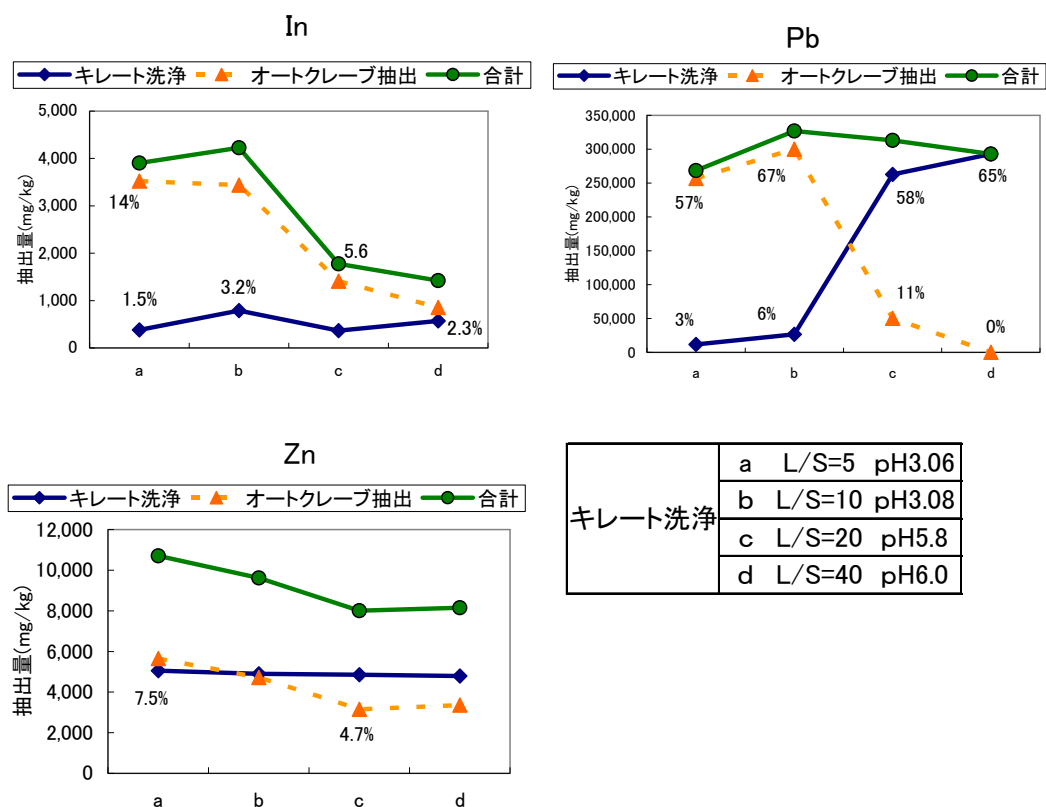 In
キレート洗浄 オートクレーブ抽出 合計
抽出量(mg/kg)
5,000
4,000
3,000
2,000
1,000
0
14%
1.5%
3.2%
5.6
2.3%
a b c d
Pb
キレート洗浄 オートクレーブ抽出 合計
抽出量(mg/kg)
350,000
300,000
250,000
200,000
150,000
100,000
50,000
0
57%
67%
58%
65%
3%
6%
11%
0%
a b c d
Zn
キレート洗浄 オートクレーブ抽出 合計
抽出量(mg/kg)
12,000
10,000
8,000
6,000
4,000
2,000
0
7.5%
4.7%
a b c d
キレート洗浄
a L/S=5 pH3.06
b L/S=10 pH3.08
c L/S=20 pH5.8
d L/S=40 pH6.0